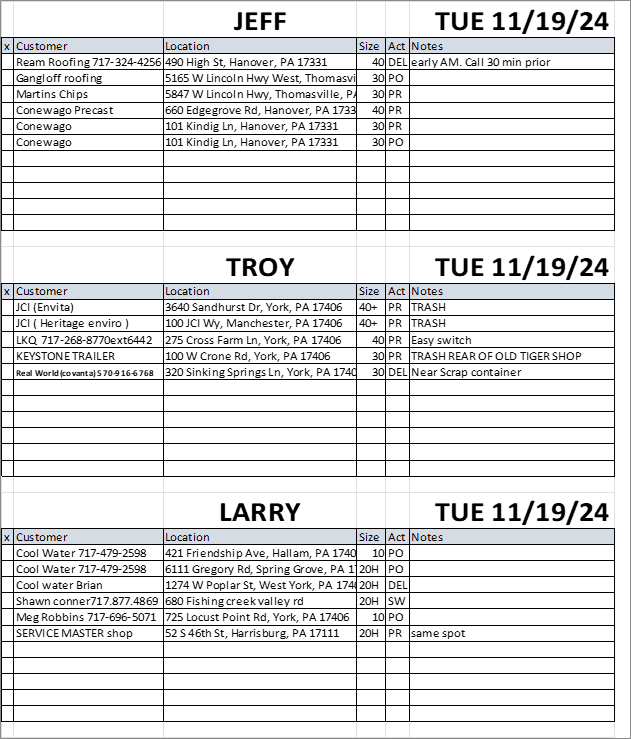 JEFF TUE 11/19/24
x Customer Location Size Act Notes
Ream Roofing 717-324-4256 490 High St, Hanover, PA 17331 40 DEL early AM. Call 30 min prior
Gangloff roofing 5165 W Lincoln Hwy West, Thomasvi 30 PO
Martins Chips 5847 W Lincoln Hwy, Thomasville, PA 30 PR
Conewago Precast 660 Edgegrove Rd, Hanover, PA 1733 40 PR
Conewago 101 Kindig Ln, Hanover, PA 17331 30 PR
Conewago 101 Kindig Ln, Hanover, PA 17331 30 PO
TROY TUE 11/19/24
x Customer Location Size Act Notes
JCI (Envita) 3640 Sandhurst Dr, York, PA 17406 40+ PR TRASH
JCI ( Heritage enviro ) 100 JCI Wy, Manchester, PA 17406 40+ PR TRASH
LKQ 717-268-8770ext6442 275 Cross Farm Ln, York, PA 17406 40 PR Easy switch
KEYSTONE TRAILER 100 W Crone Rd, York, PA 17406 30 PR TRASH REAR OF OLD TIGER SHOP
Real World(covanta) 570-916-6768 320 Sinking Springs Ln, York, PA 1740 30 DEL Near Scrap container
LARRY TUE 11/19/24
x Customer Location Size Act Notes
Cool Water 717-479-2598 421 Friendship Ave, Hallam, PA 1740 10 PO
Cool Water 717-479-2598 6111 Gregory Rd, Spring Grove, PA 1 20H PO
Cool water Brian 1274 W Poplar St, West York, PA 174 20H DEL
Shawn conner717.877.4869 680 Fishing creek valley rd 20H SW
Meg Robbins 717-696-5071 725 Locust Point Rd, York, PA 17406 10 PO
SERVICE MASTER shop 52 S 46th St, Harrisburg, PA 17111 20H PR same spot